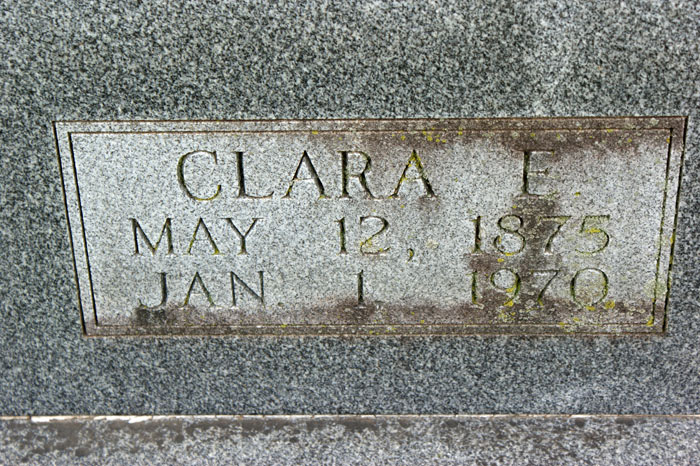 CLARA E.
MAY 12, 1875
JAN. 1 1970